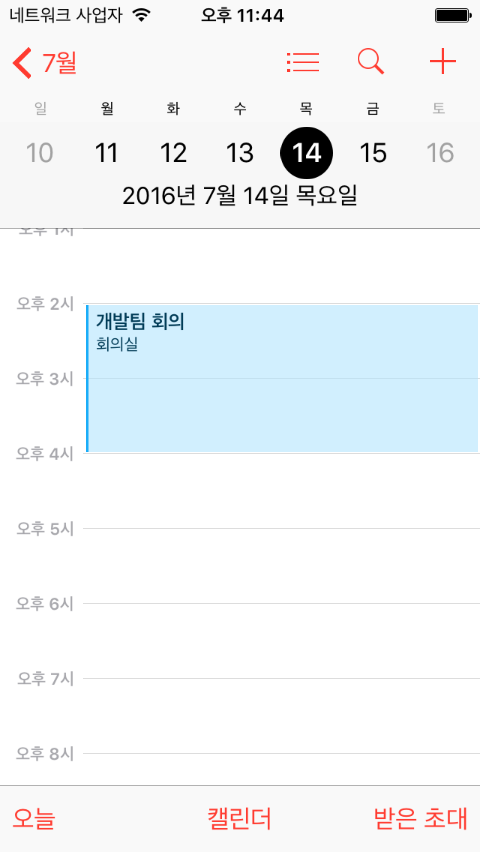 네트워크 사업자 오후 11:44
7월
일 월 화 수 목 금 토
10 11 12 13 14 15 16
2016년 7월 14일 목요일
오후 1시
오후 2시
개발팀 회의
회의실
오후 3시
오후 4시
오후 5시
오후 6시
오후 7시
오후 8시
오늘 캘린더 받은 초대